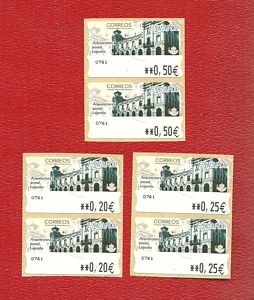 CORREOS
Arquitectura
postal
Logroño
0761
**0,50€
CORREOS
Arquitectura
postal
Logroño
0761
**0,50€
CORREOS
Arquitectura
postal
Logroño
0761
**0,20€
CORREOS
Arquitectura
postal
Logroño
0761
**0,20€
CORREOS
Arquitectura
postal
Logroño
0761
**0,25€
CORREOS
Arquitectura
postal
Logroño
0761
**0,25€